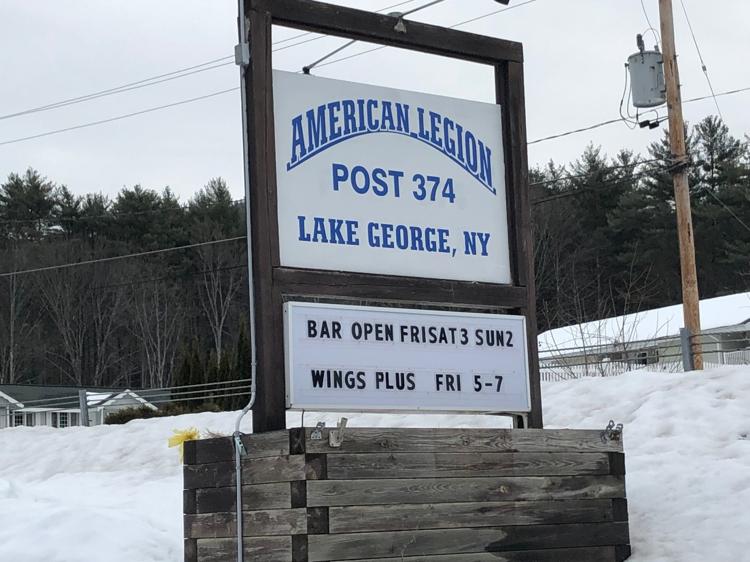 AMERICAN LEGION
POST 374
LAKE GEORGE, NY
BAR OPEN FRISAT3 SUN2
WINGS PLUS FRI 5-7